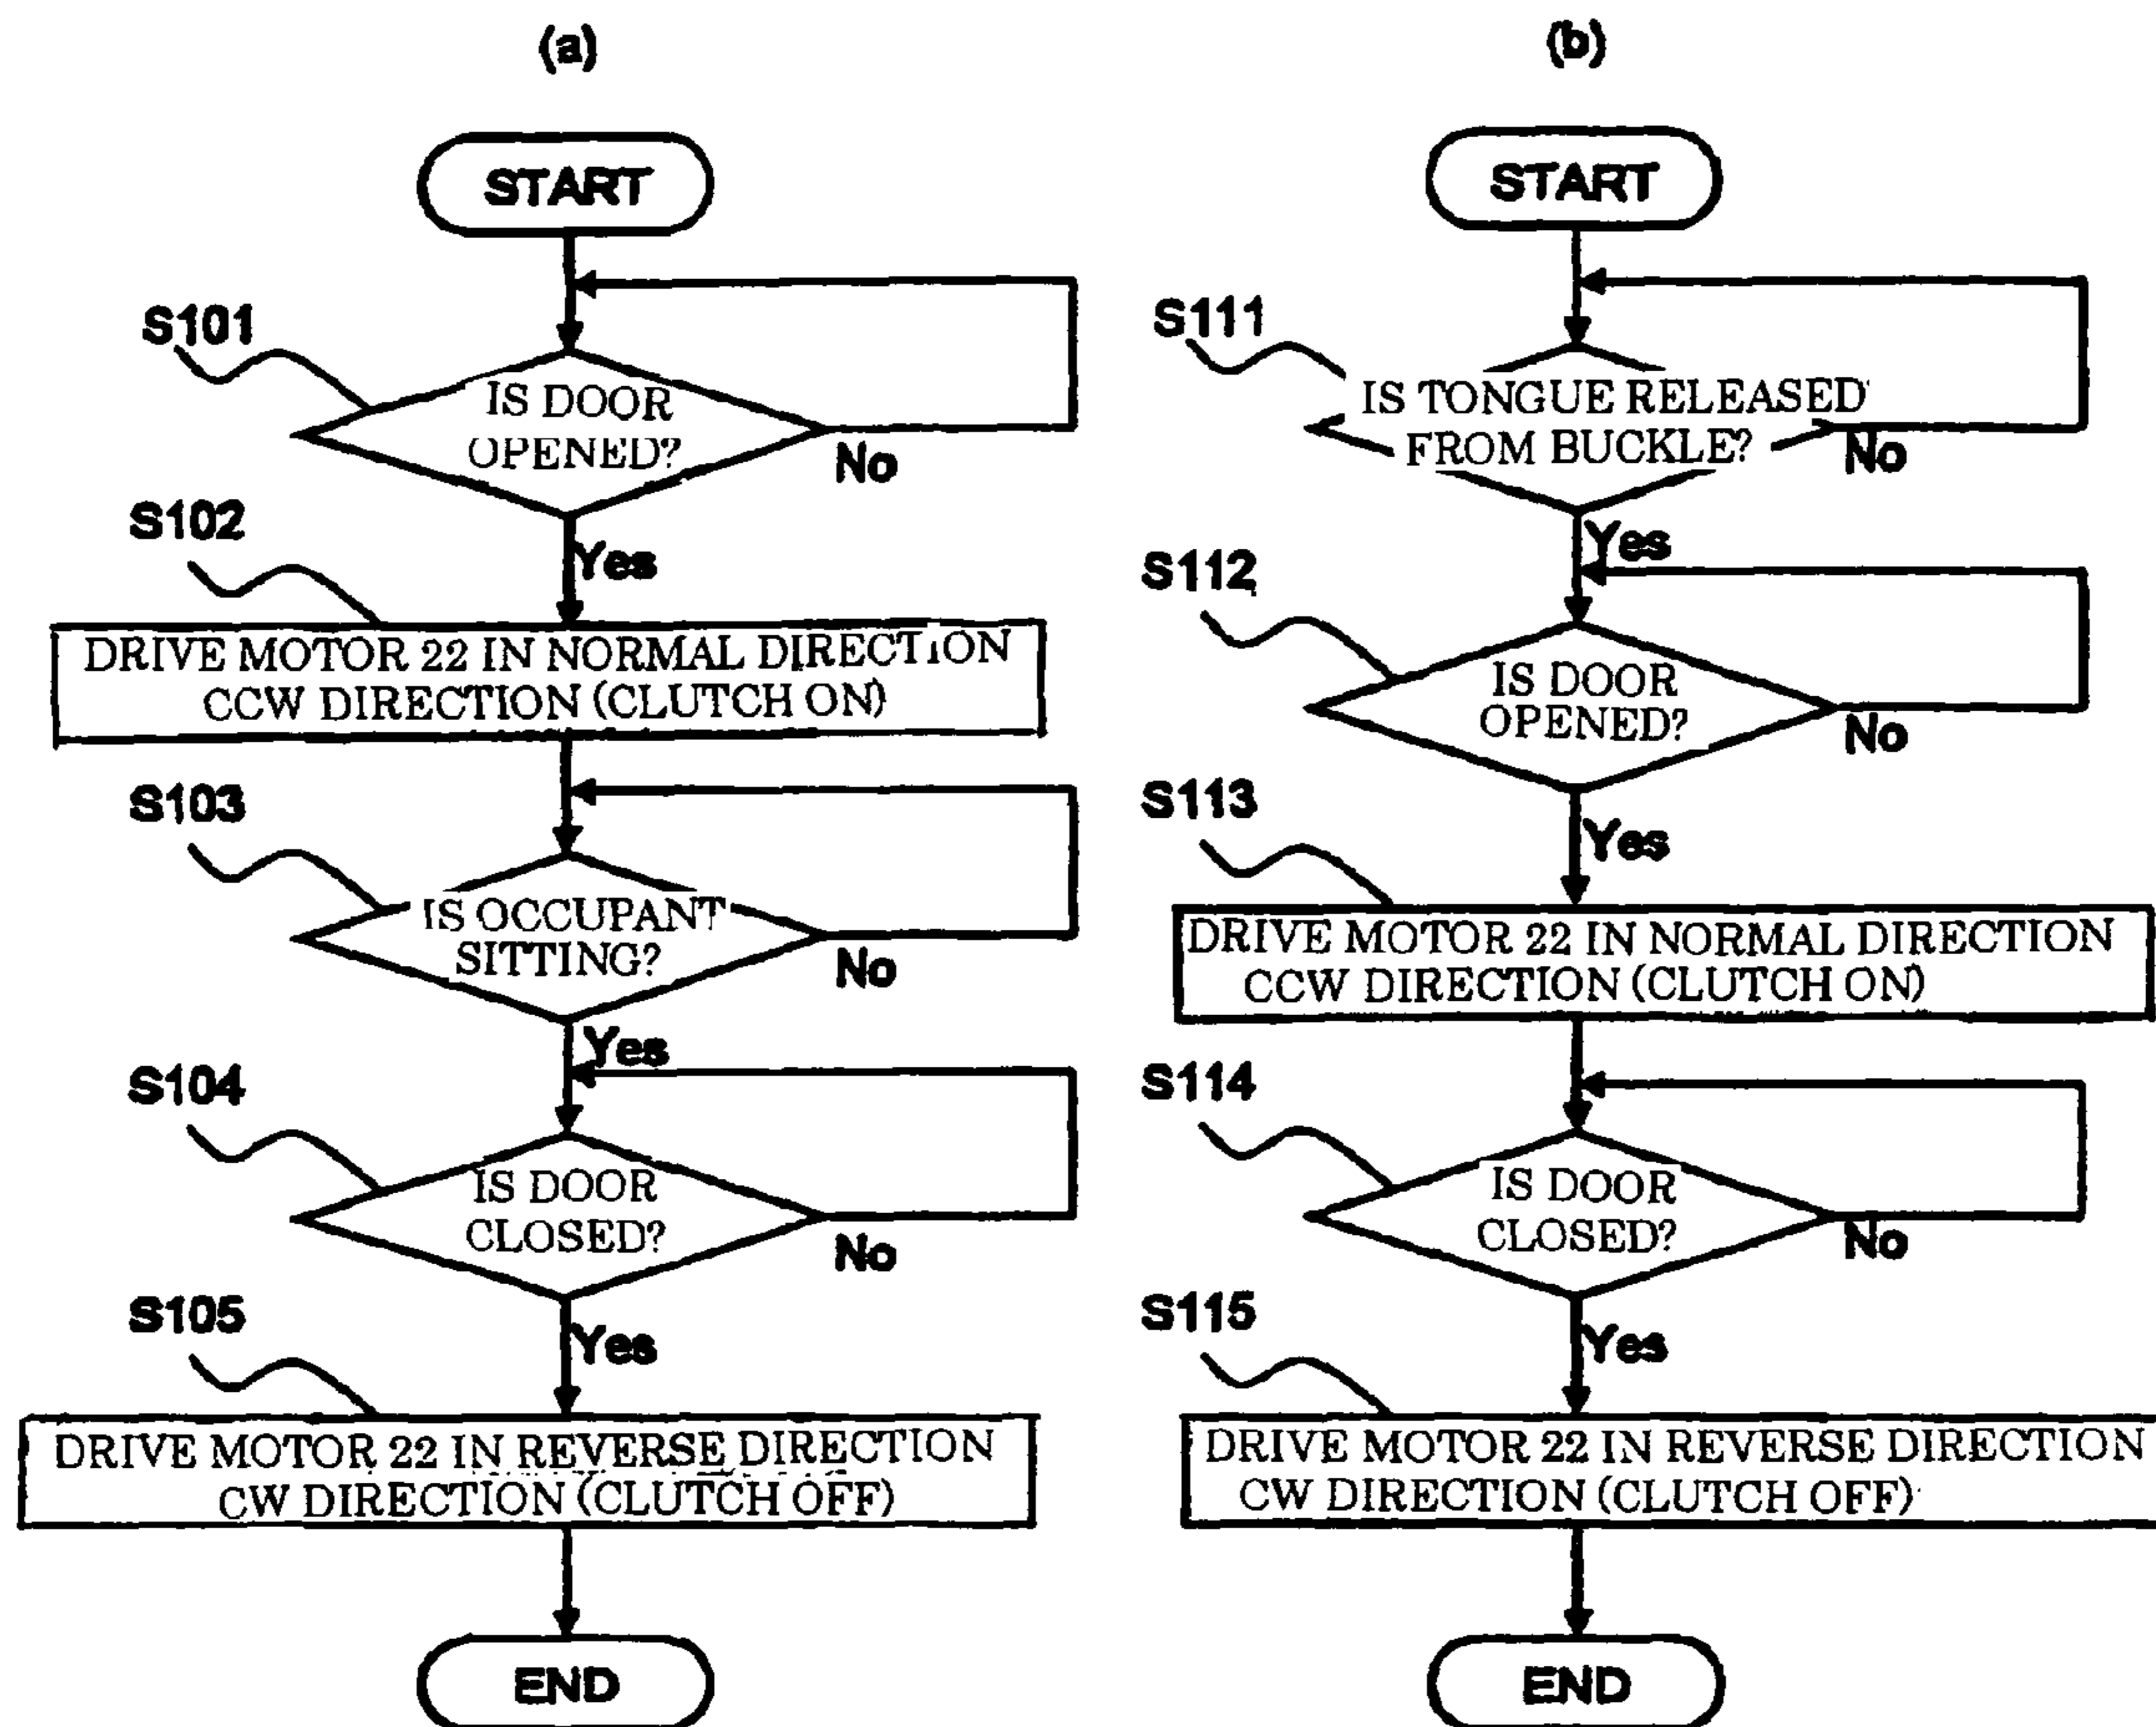 (a)
START
S101
IS DOOR
OPENED?
No
Yes
S102
DRIVE MOTOR 22 IN NORMAL DIRECTION
CCW DIRECTION (CLUTCH ON)
S103
IS OCCUPANT
SITTING?
No
Yes
S104
IS DOOR
CLOSED?
No
Yes
S105
DRIVE MOTOR 22 IN REVERSE DIRECTION
CW DIRECTION (CLUTCH OFF)
END
(b)
START
S111
IS TONGUE RELEASED
FROM BUCKLE?
No
Yes
S112
IS DOOR
OPENED?
No
Yes
S113
DRIVE MOTOR 22 IN NORMAL DIRECTION
CCW DIRECTION (CLUTCH ON)
S114
IS DOOR
CLOSED?
No
Yes
S115
DRIVE MOTOR 22 IN REVERSE DIRECTION
CW DIRECTION (CLUTCH OFF)
END